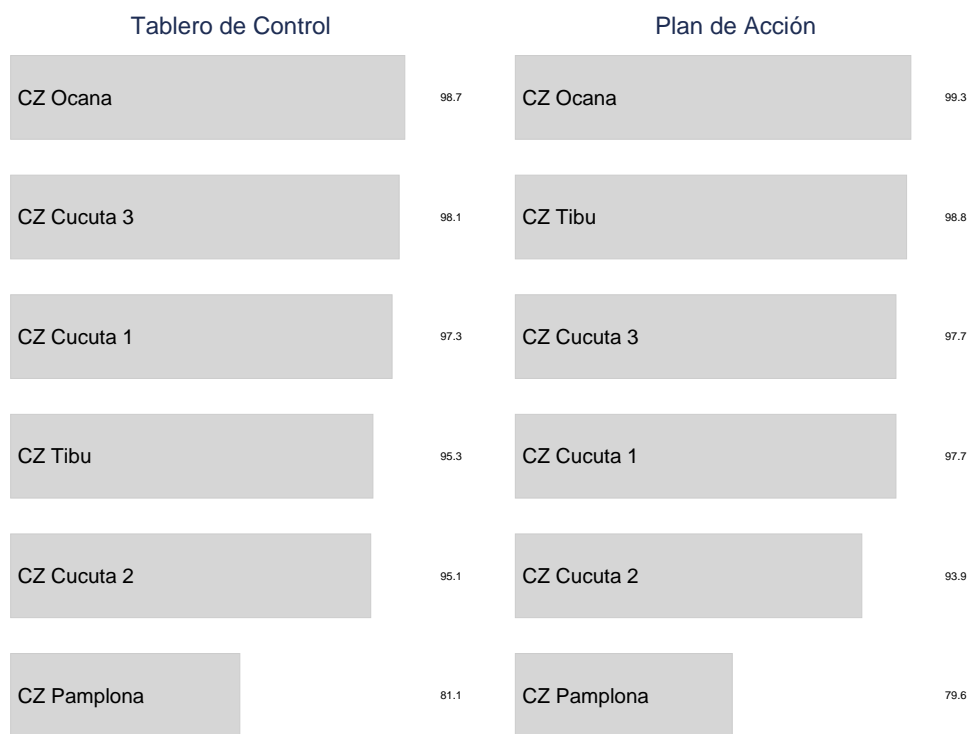 Tablero de Control
CZ Ocana 98.7
CZ Cucuta 3 98.1
CZ Cucuta 1 97.3
CZ Tibu 95.3
CZ Cucuta 2 95.1
CZ Pamplona 81.1
Plan de Acción
CZ Ocana 99.3
CZ Tibu 98.8
CZ Cucuta 3 97.7
CZ Cucuta 1 97.7
CZ Cucuta 2 93.9
CZ Pamplona 79.6